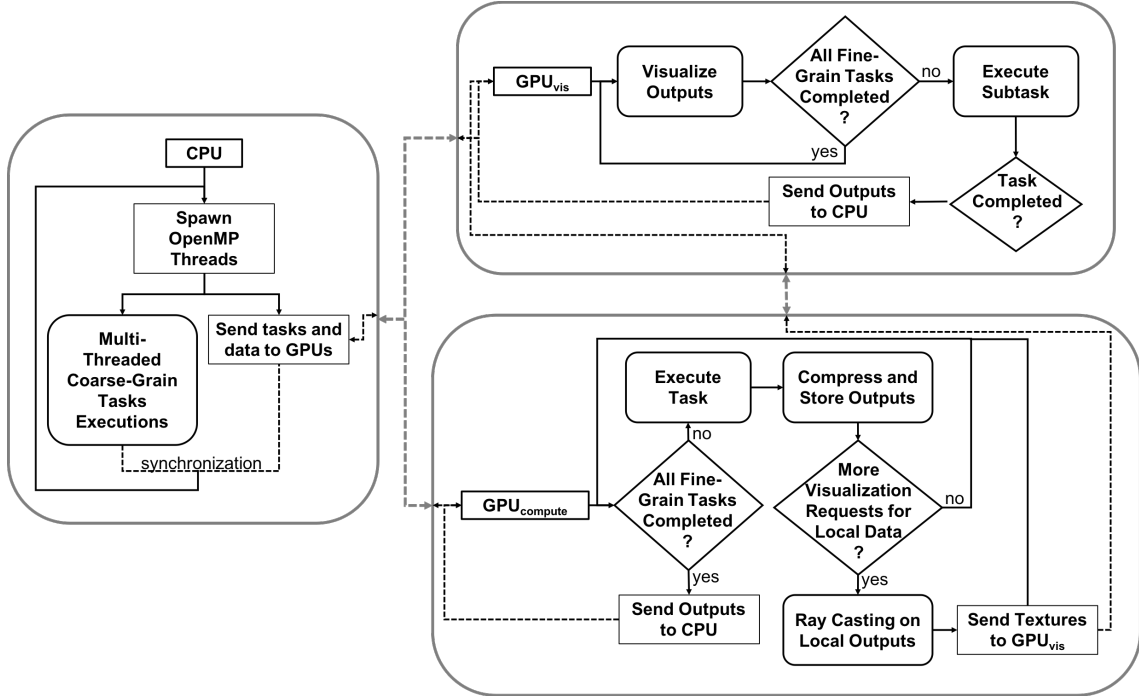 CPU
Spawn
OpenMP
Threads
Multi-
Threaded
Coarse-Grain
Tasks
Executions
Send tasks and
data to GPUs
synchronization
GPUvis
Visualize
Outputs
All Fine-
Grain Tasks
Completed
?
no
yes
Execute
Subtask
Task
Completed
?
Send Outputs
to CPU
GPUcompute
All Fine-
Grain Tasks
Completed
?
no
yes
Execute
Task
Compress and
Store Outputs
More
Visualization
Requests for
Local Data
?
no
yes
Send Outputs
to CPU
Ray Casting on
Local Outputs
Send Textures
to GPUvis